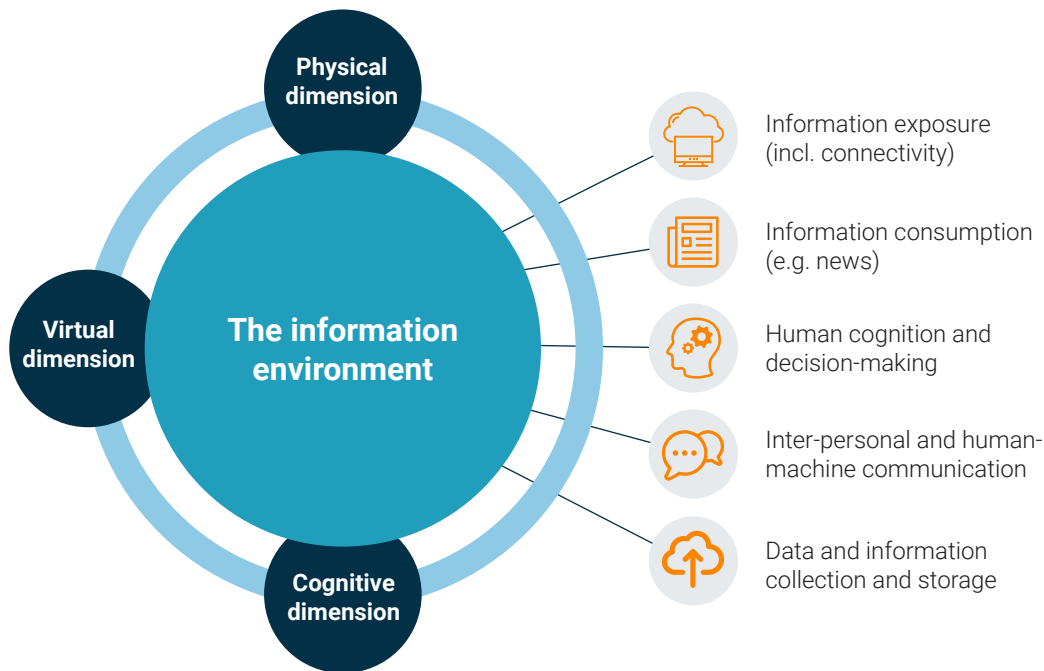 Physical
dimension
Virtual
dimension
The information
environment
Cognitive
dimension
Information exposure
(incl. connectivity)
Information consumption
(e.g. news)
Human cognition and
decision-making
Inter-personal and human-
machine communication
Data and information
collection and storage